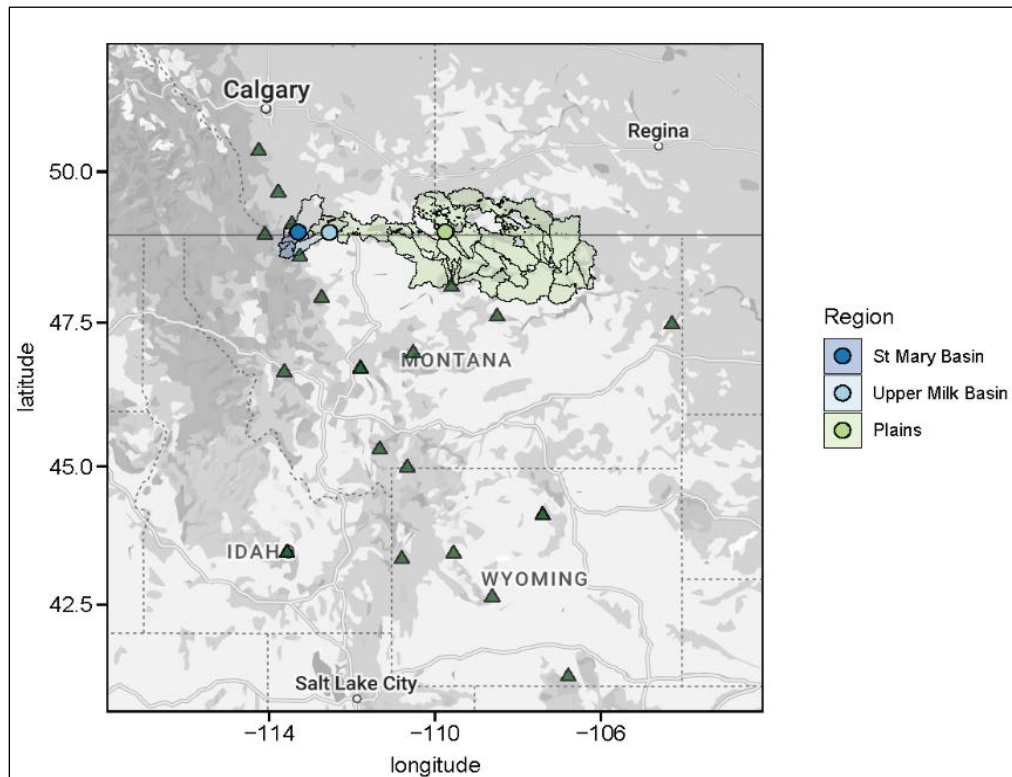 Calgary
Regina
50.0
47.5
45.0
42.5
latitude
MONTANA
IDAHO
WYOMING
Salt Lake City
−114
−110
−106
longitude
Region
St Mary Basin
Upper Milk Basin
Plains